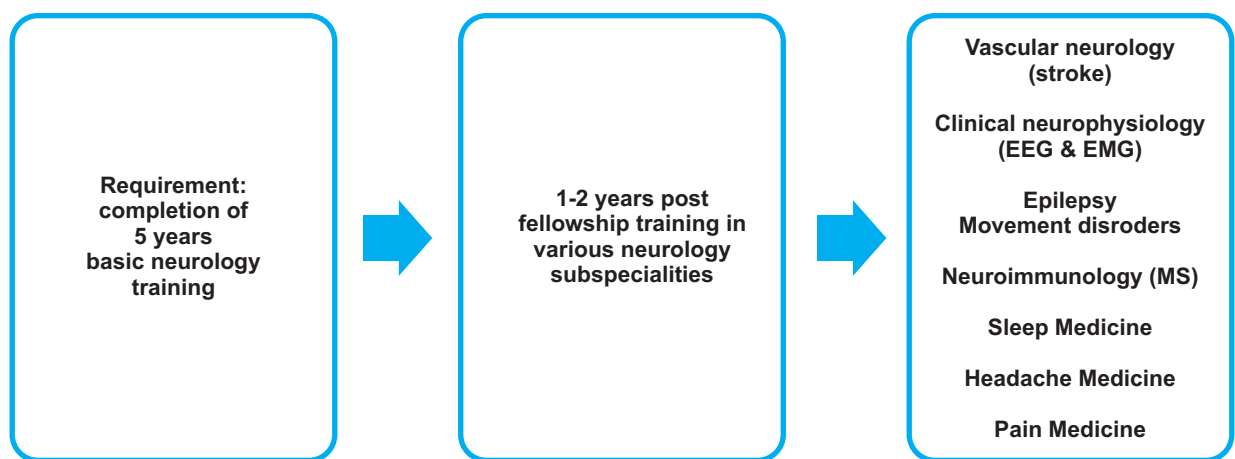 Requirement:
completion of
5 years
basic neurology
training
1-2 years post
fellowship training in
various neurology
subspecialities
Vascular neurology
(stroke)
Clinical neurophysiology
(EEG & EMG)
Epilepsy
Movement disroders
Neuroimmunology (MS)
Sleep Medicine
Headache Medicine
Pain Medicine